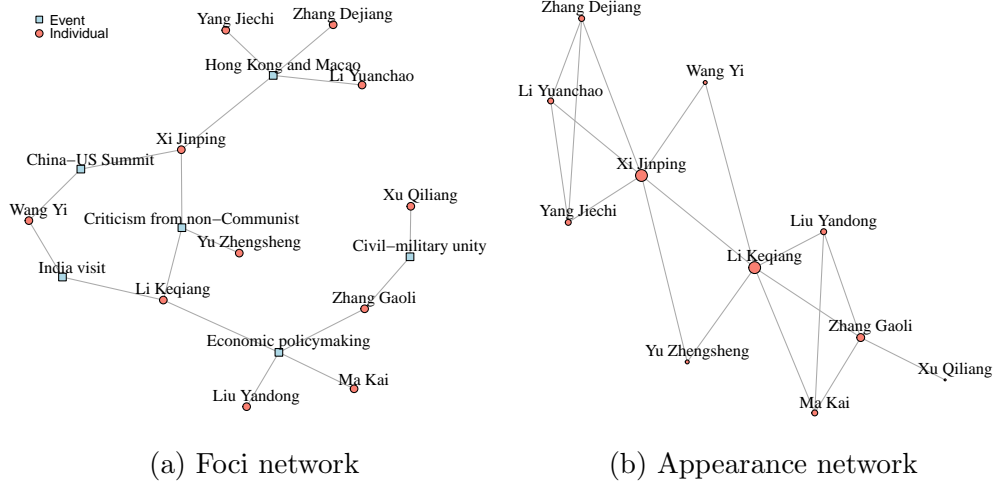 Event
Individual
Yang Jiechi
Zhang Dejiang
Hong Kong and Macao
Li Yuanchao
Xi Jinping
China−US Summit
Wang Yi
Criticism from non−Communist
Yu Zhengsheng
India visit
Li Keqiang
Xu Qiliang
Civil−military unity
Zhang Gaoli
Economic policymaking
Ma Kai
Liu Yandong
(a) Foci network
Zhang Dejiang
Wang Yi
Li Yuanchao
Xi Jinping
Yang Jiechi
Liu Yandong
Li Keqiang
Zhang Gaoli
Yu Zhengsheng
Xu Qiliang
Ma Kai
(b) Appearance network